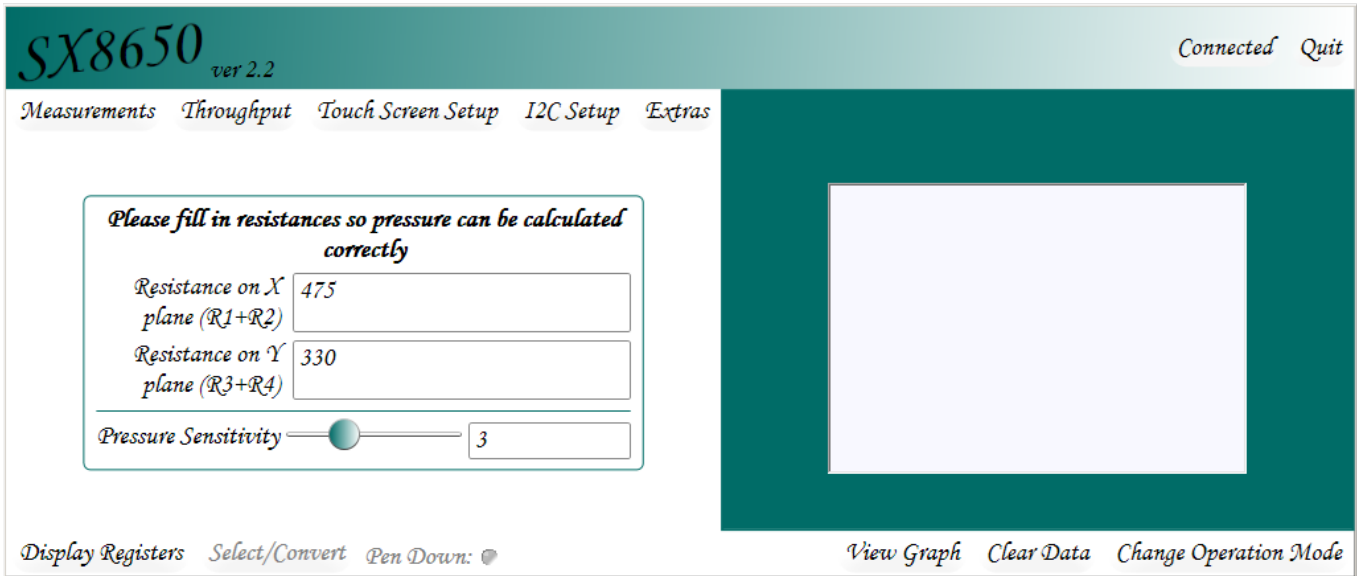 SX8650 ver 2.2
Connected Quit
Measurements Throughput Touch Screen Setup I2C Setup Extras
Please fill in resistances so pressure can be calculated
correctly
Resistance on X
plane (R1+R2)
475
Resistance on Y
plane (R3+R4)
330
Pressure Sensitivity 3
Display Registers Select/Convert Pen Down: View Graph Clear Data Change Operation Mode